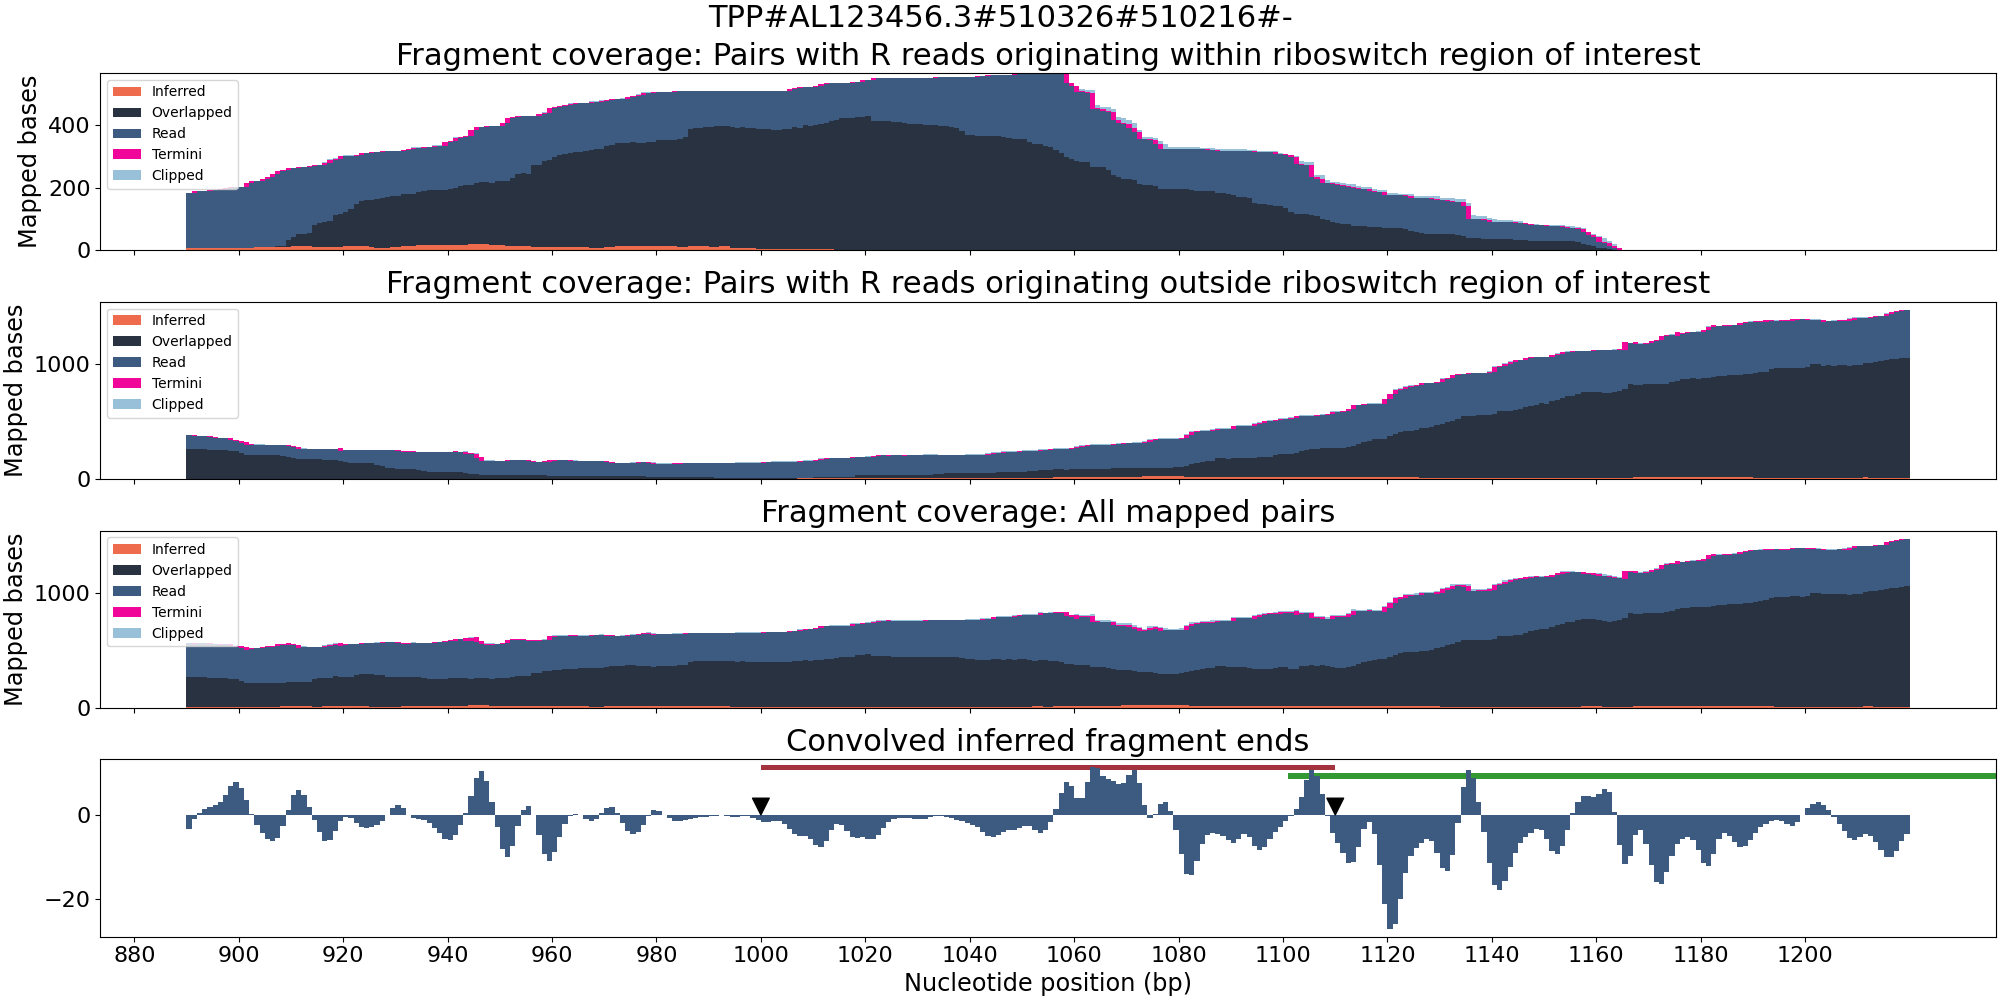 TPP#AL123456.3#510326#510216#-
Fragment coverage: Pairs with R reads originating within riboswitch region of interest
Mapped bases
400
200
0
Inferred
Overlapped
Read
Termini
Clipped
Fragment coverage: Pairs with R reads originating outside riboswitch region of interest
Mapped bases
1000
0
Inferred
Overlapped
Read
Termini
Clipped
Fragment coverage: All mapped pairs
Mapped bases
1000
0
Inferred
Overlapped
Read
Termini
Clipped
Convolved inferred fragment ends
0
−20
880 900 920 940 960 980 1000 1020 1040 1060 1080 1100 1120 1140 1160 1180 1200
Nucleotide position (bp)